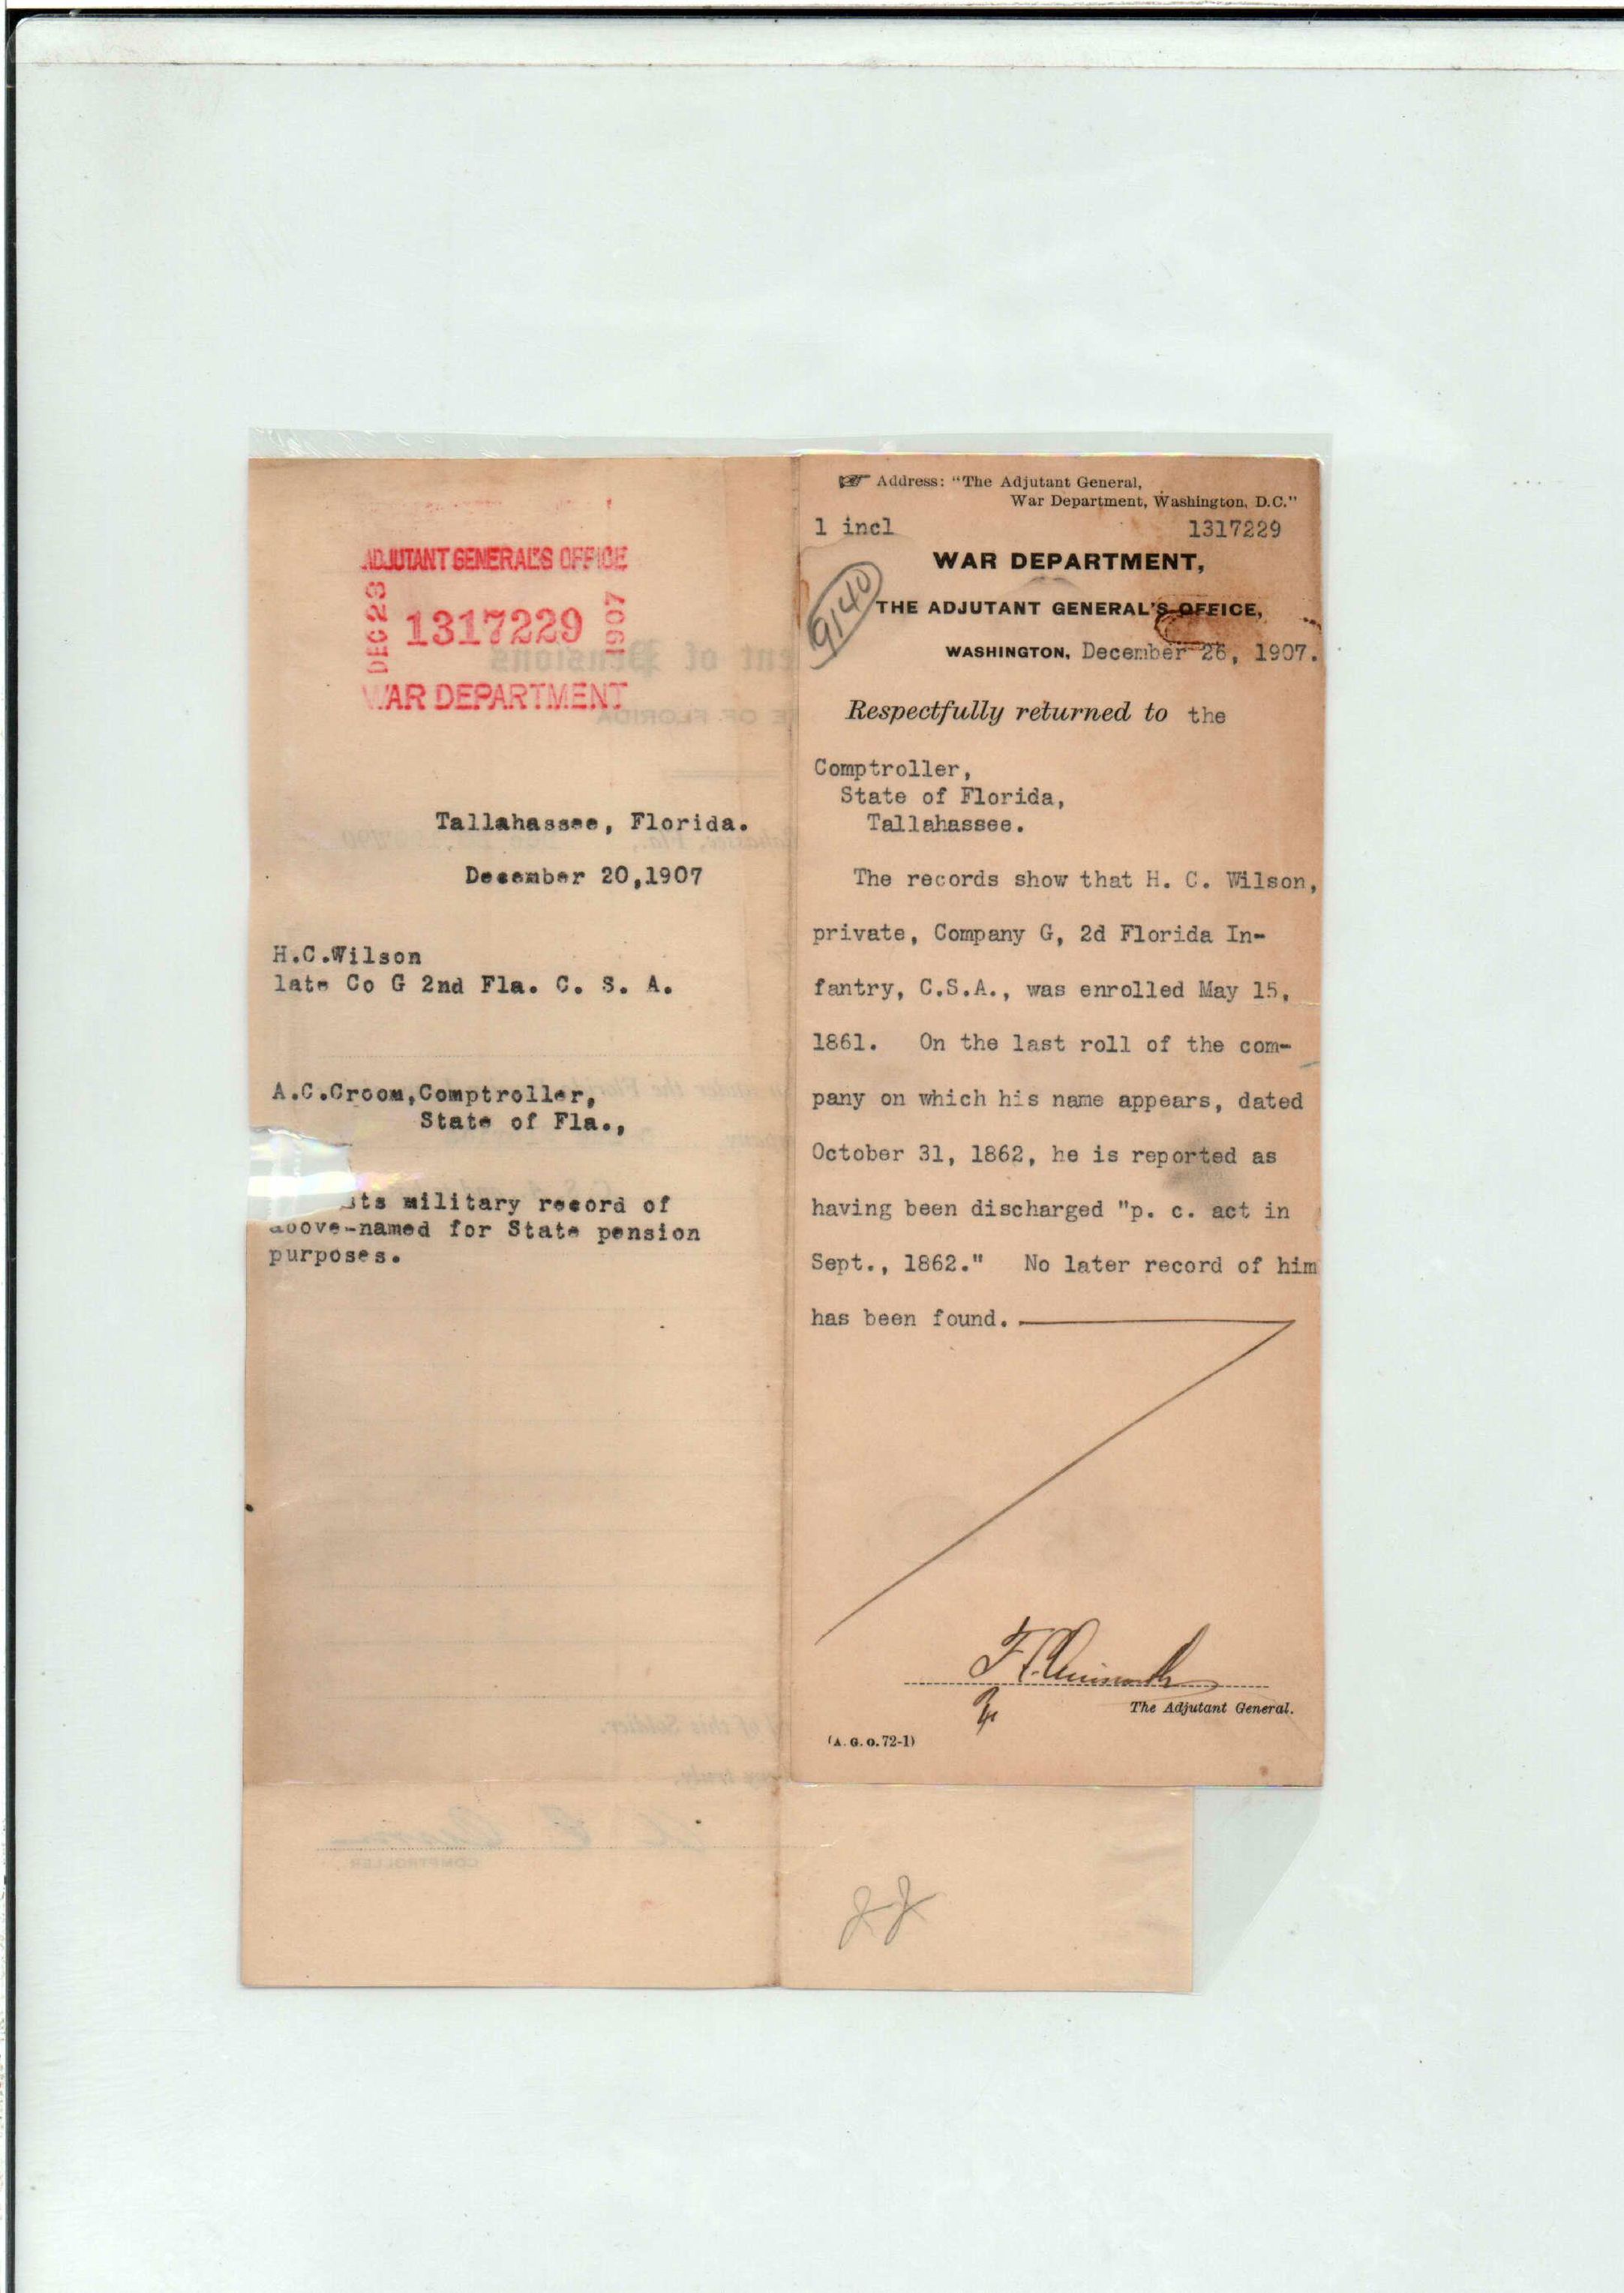 ADJUTANT GENERAL'S OFFICE
DEC 23
1317229
1907
WAR DEPARTMENT
Tallahassee, Florida.
December 20,1907
H.C.Wilson
late Co G 2nd Fla. C. S. A.
A.C.Croom,Comptroller,
State of Fla.,
military record of
above-named for State pension
purposes.
Address: "The Adjutant General,
War Department, Washington, D.C."
1 incl 1317229
WAR DEPARTMENT,
9140
THE ADJUTANT GENERAL'S OFFICE,
WASHINGTON, December 26, 1907.
Respectfully returned to the
Comptroller,
State of Florida,
Tallahassee.
The records show that H. C. Wilson,
private, Company G, 2d Florida In-
fantry, C.S.A., was enrolled May 15,
1861. On the last roll of the com-
pany on which his name appears, dated
October 31, 1862, he is reported as
having been discharged "p. c. act in
Sept., 1862." No later record of him
has been found.
The Adjutant General.
(A. G. O. 72-1)